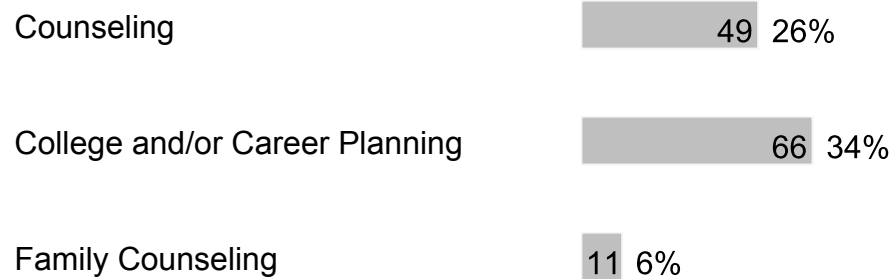 Counseling 49 26%
College and/or Career Planning 66 34%
Family Counseling 11 6%